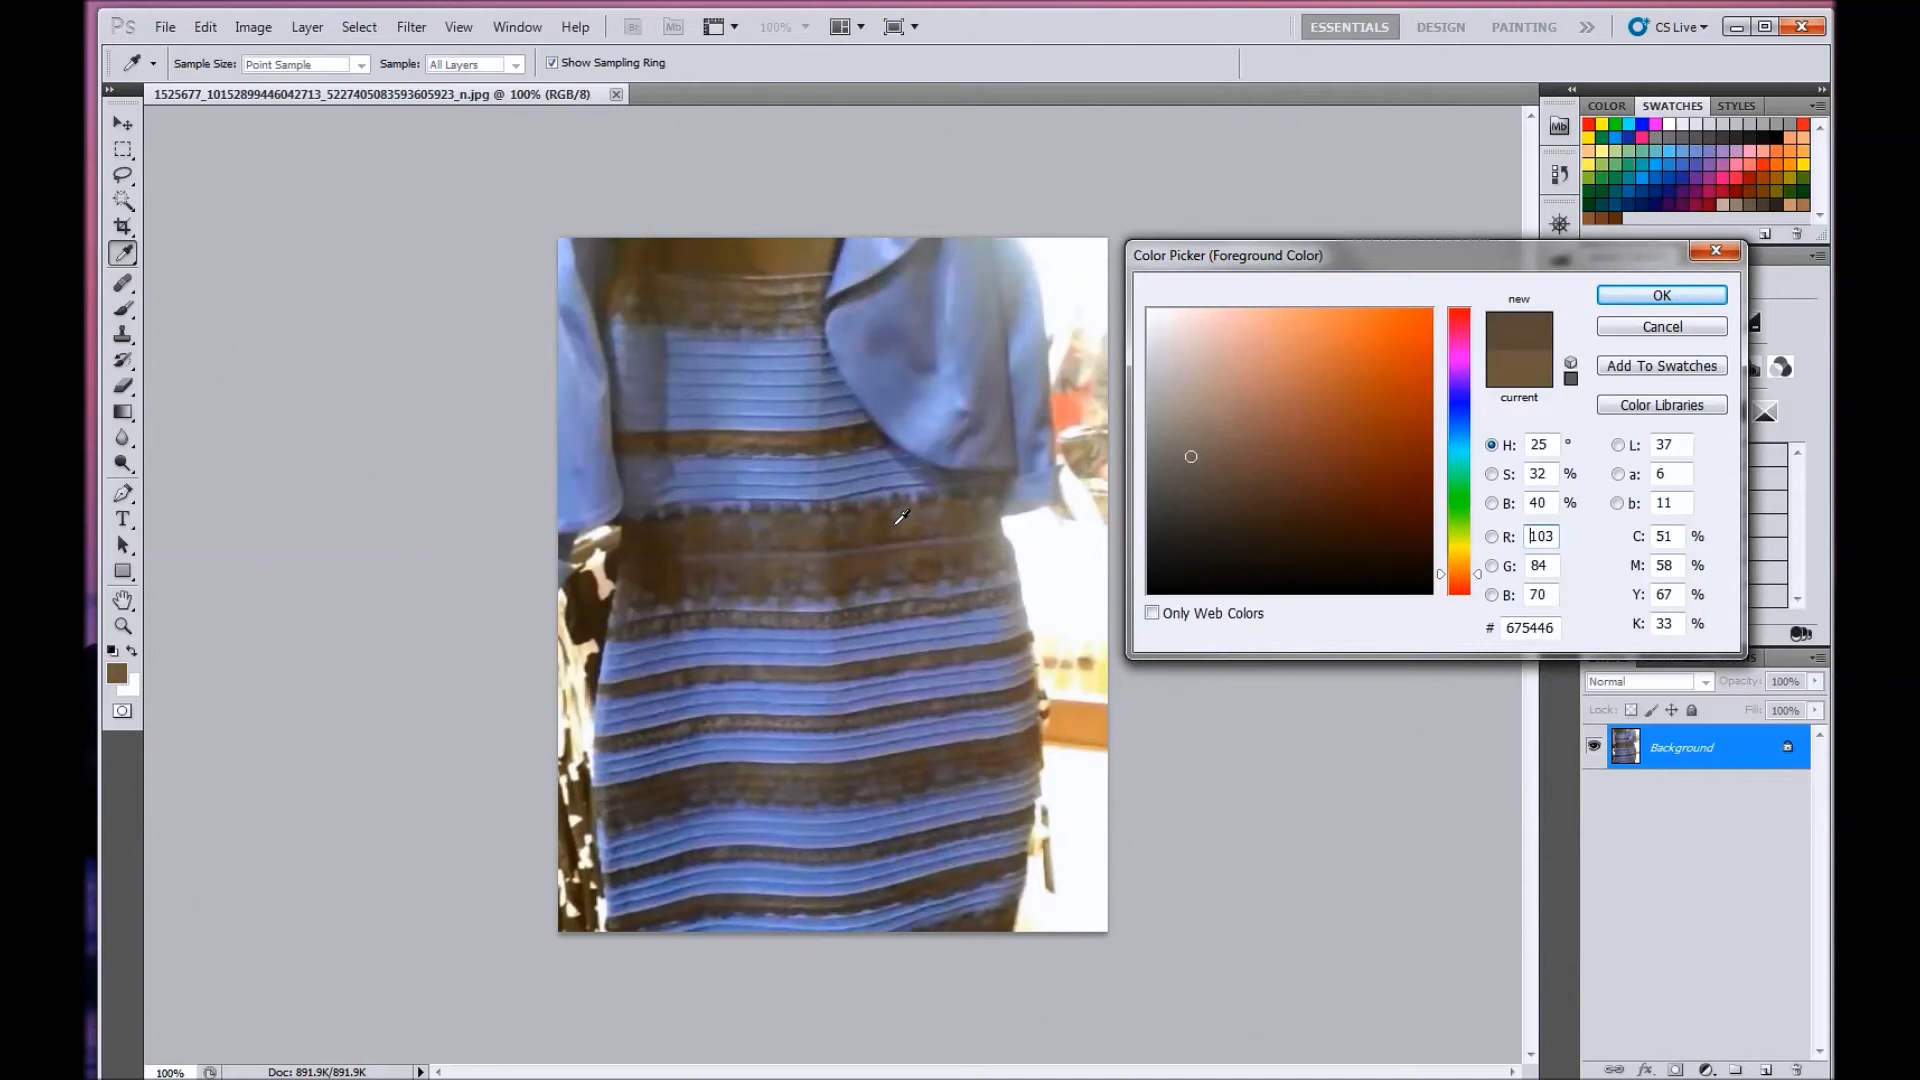 Ps File Edit Image Layer Select Filter View Window Help Br Mb 100% ESSENTIALS DESIGN PAINTING CS Live
Sample Size: Point Sample Sample: All Layers Show Sampling Ring
1525677_10152899446042713_5227405083593605923_n.jpg @ 100% (RGB/8)
COLOR SWATCHES STYLES
Mb
Color Picker (Foreground Color)
new
OK
Cancel
Add To Swatches
current
Color Libraries
H: 25 ° L: 37
S: 32 % a: 6
B: 40 % b: 11
R: 103 C: 51 %
G: 84 M: 58 %
B: 70 Y: 67 %
Only Web Colors K: 33 %
# 675446
Normal Opacity: 100%
Lock: Fill: 100%
Background
T
100% Doc: 891.9K/891.9K
fx